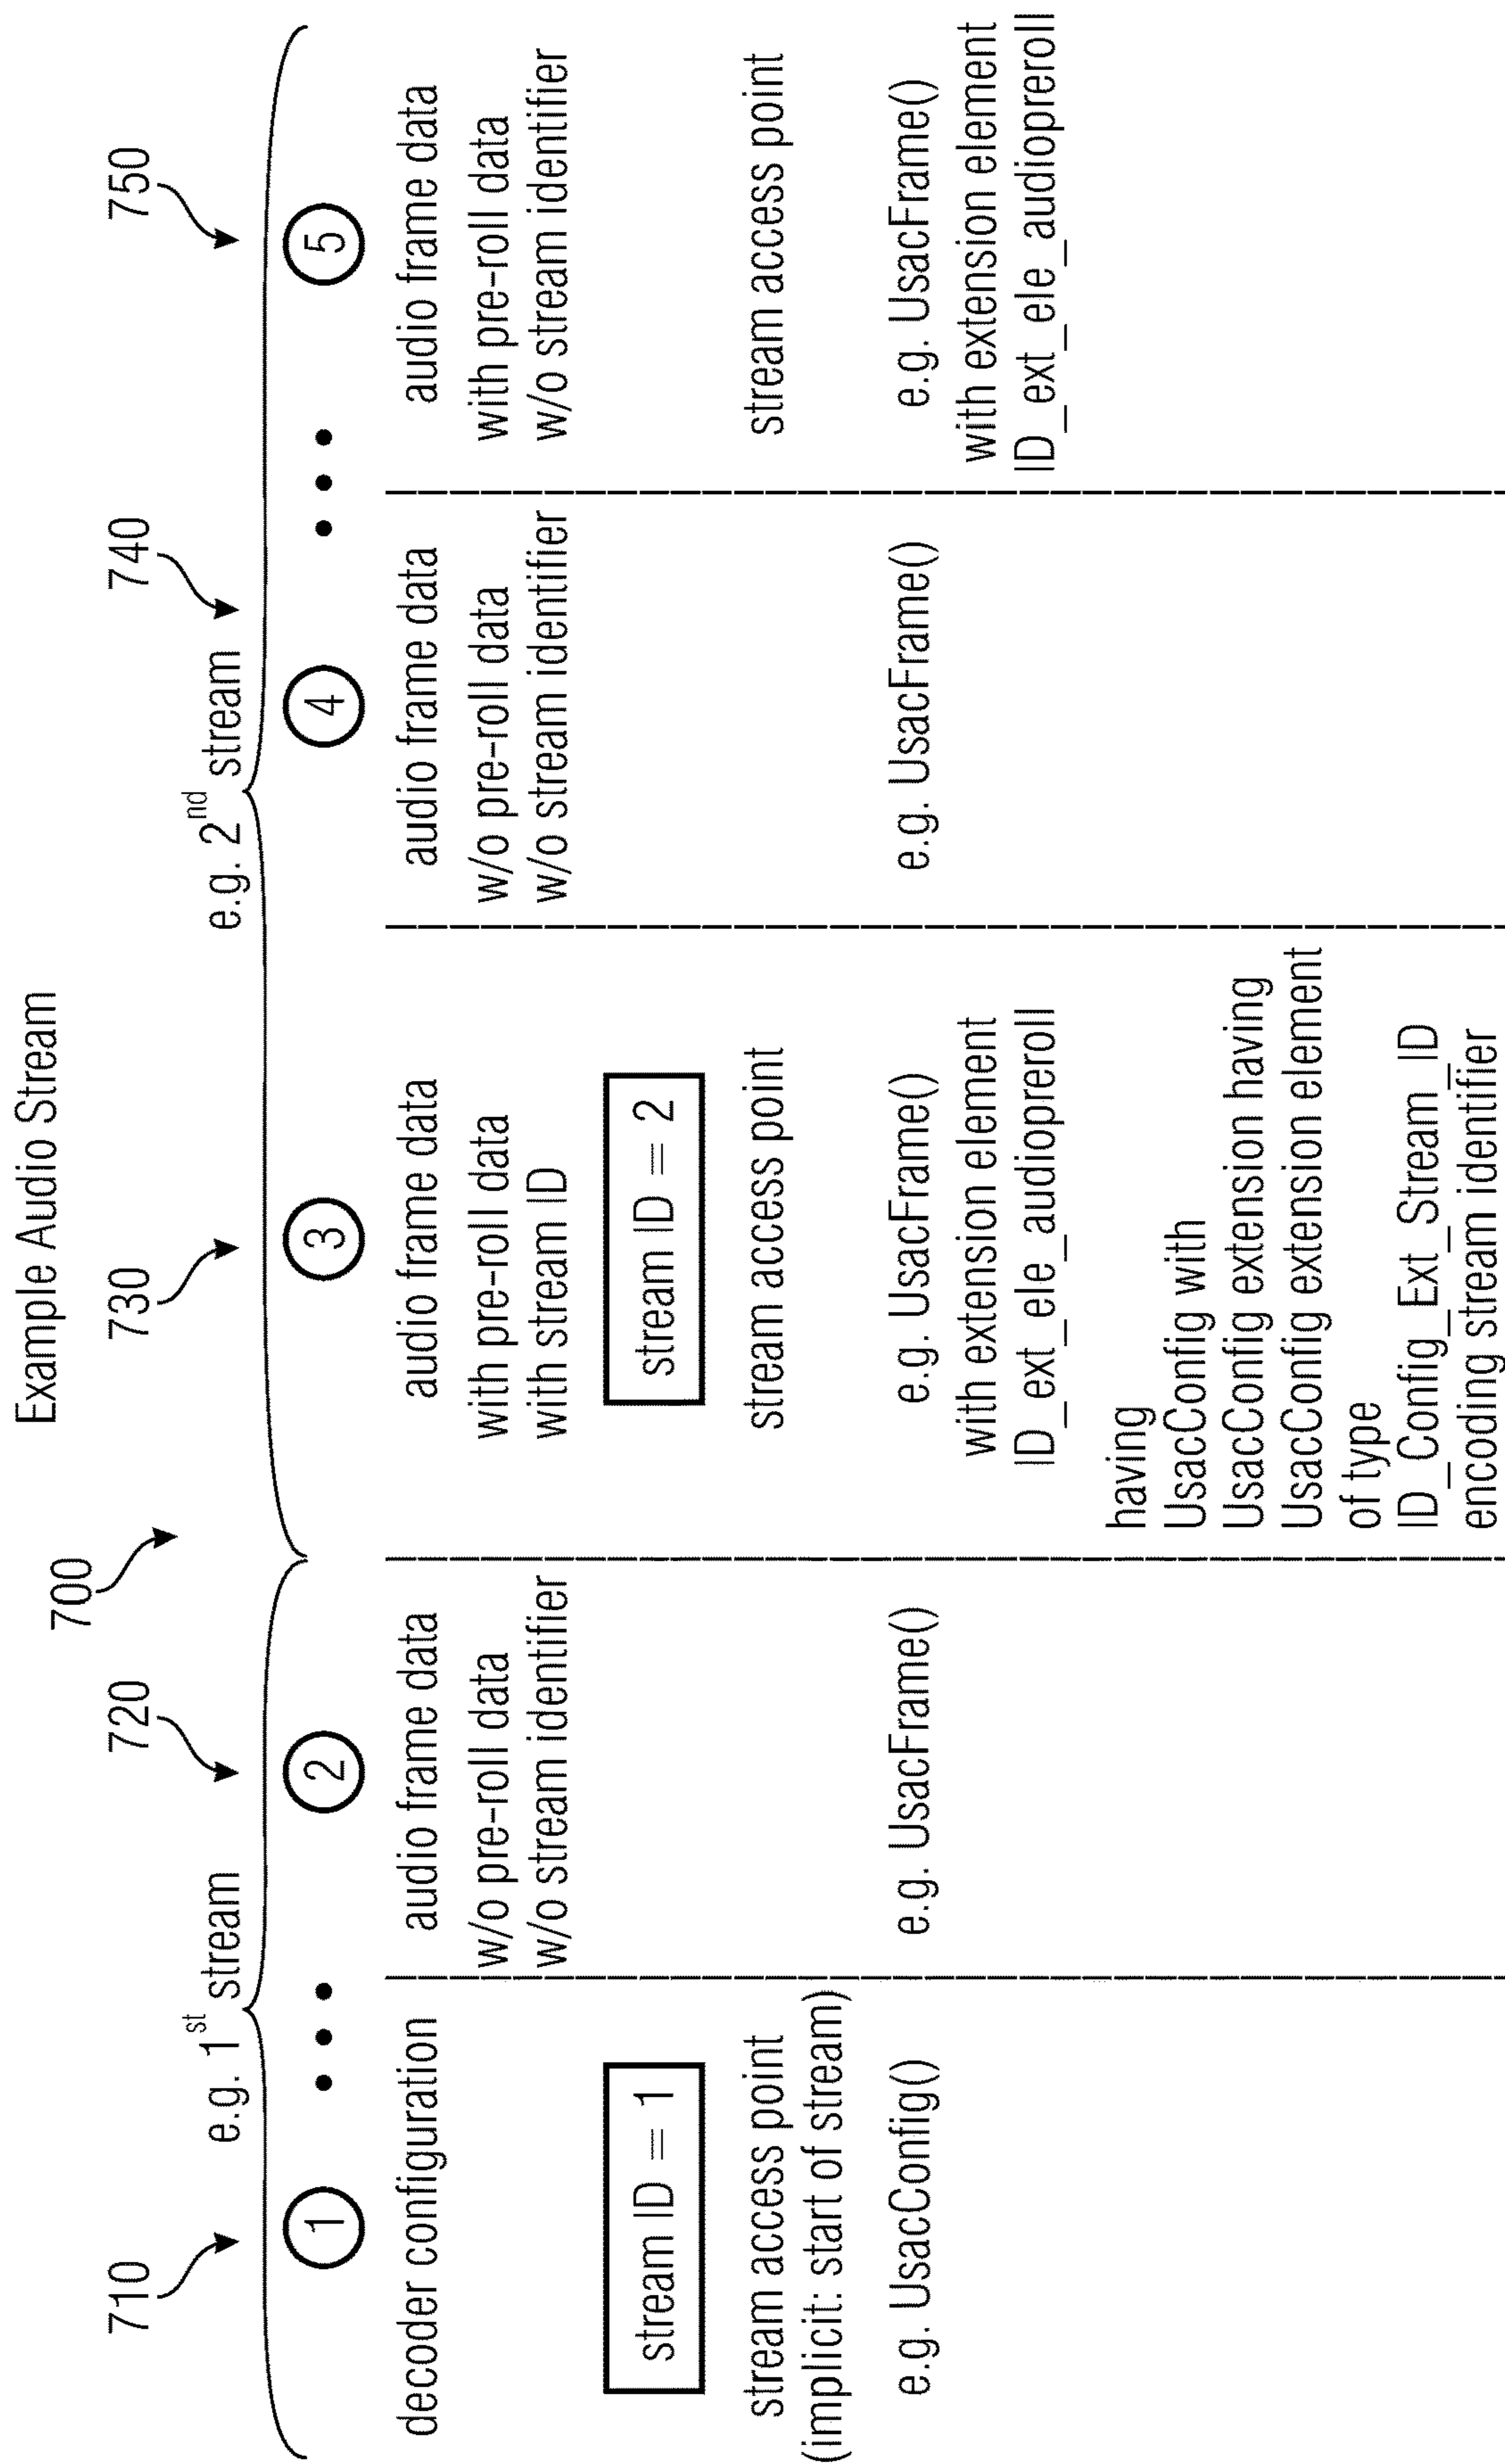 Example Audio Stream
700
710
720
730
740
750
e.g. 1st stream
e.g. 2nd stream
1
decoder configuration
stream ID = 1
stream access point
(implicit: start of stream)
e.g. UsacConfig()
2
audio frame data
w/o pre-roll data
w/o stream identifier
e.g. UsacFrame()
3
audio frame data
with pre-roll data
with stream ID
stream ID = 2
stream access point
e.g. UsacFrame()
with extension element
ID_ext_ele_audiopreroll
having
UsacConfig with
UsacConfig extension having
UsacConfig extension element
of type
ID_Config_Ext_Stream_ID
encoding stream identifier
4
audio frame data
w/o pre-roll data
w/o stream identifier
e.g. UsacFrame()
5
audio frame data
with pre-roll data
w/o stream identifier
stream access point
e.g. UsacFrame()
with extension element
ID_ext_ele_audiopreroll